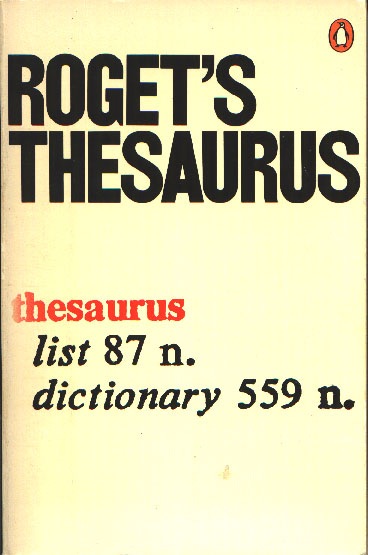 ROGET'S
THESAURUS
thesaurus
list 87 n.
dictionary 559 n.